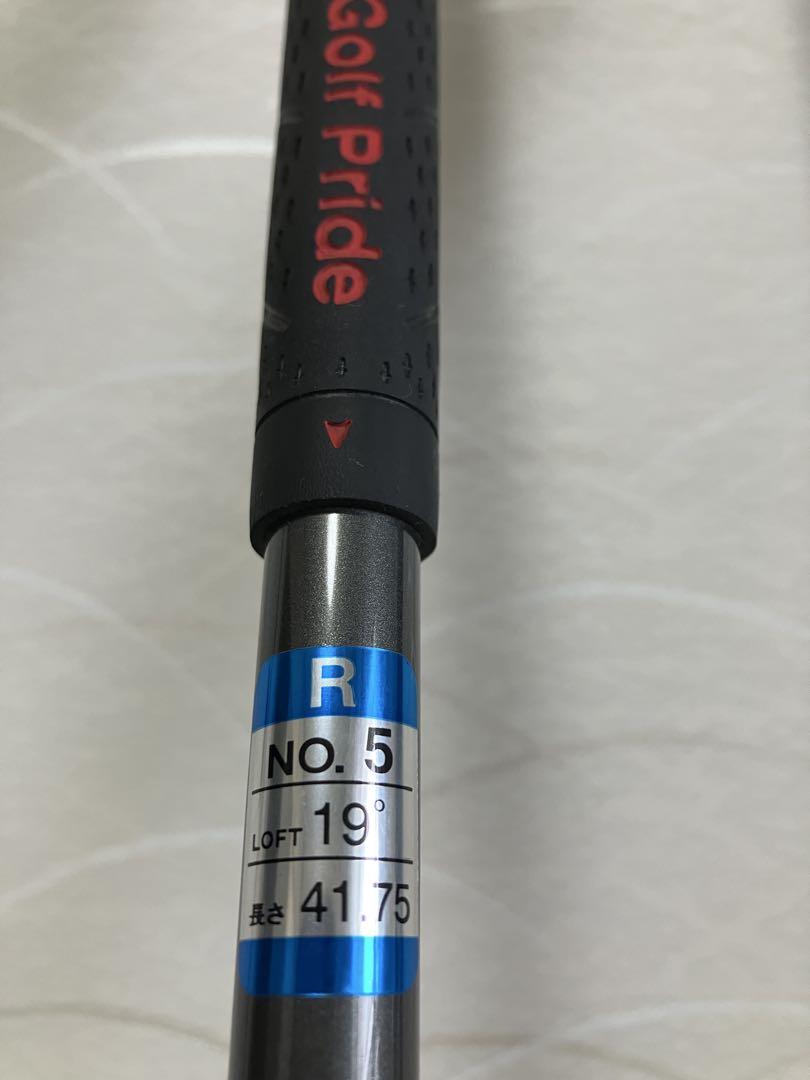 Golf Pride
R
NO. 5
LOFT 19°
長さ 41.75